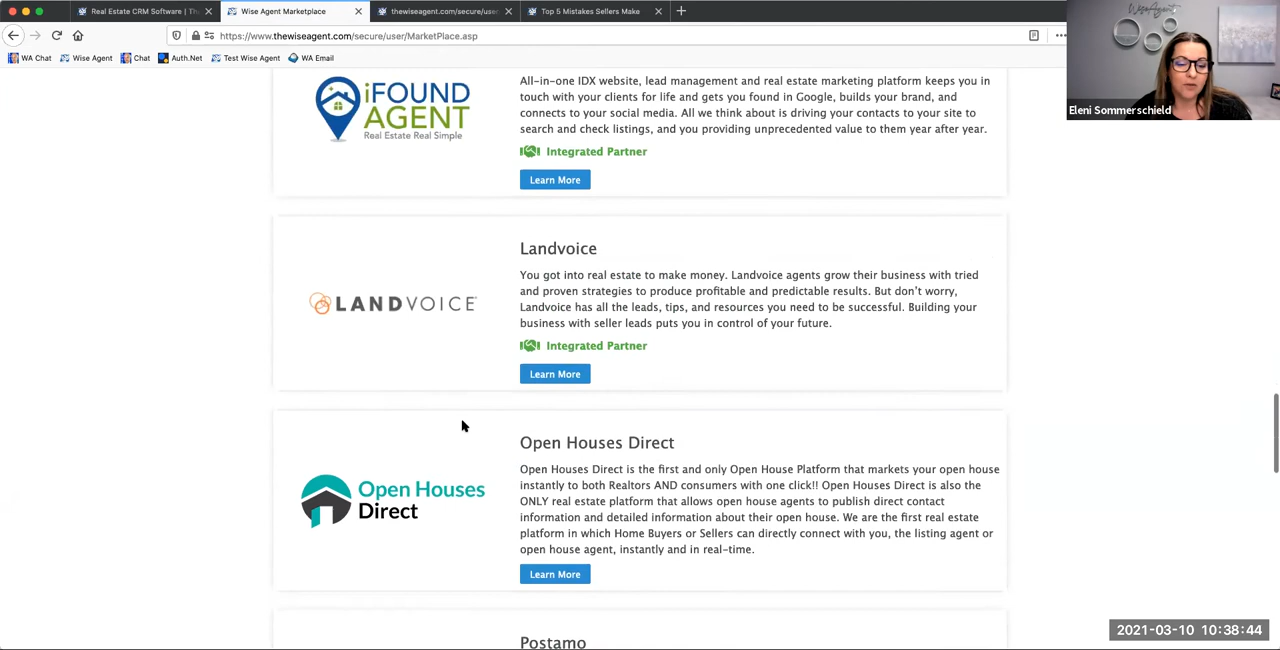 Real Estate CRM Software | Th
Wise Agent Marketplace
thewiseagent.com/secure/user
Top 5 Mistakes Sellers Make
https://www.thewiseagent.com/secure/user/MarketPlace.asp
WA Chat
Wise Agent
Chat
Auth.Net
Test Wise Agent
WA Email
WiseAgent
Eleni Sommerschield
iFOUND
AGENT
Real Estate Real Simple
All-in-one IDX website, lead management and real estate marketing platform keeps you in
touch with your clients for life and gets you found in Google, builds your brand, and
connects to your social media. All we think about is driving your contacts to your site to
search and check listings, and you providing unprecedented value to them year after year.
Integrated Partner
Learn More
LANDVOICE
Landvoice
You got into real estate to make money. Landvoice agents grow their business with tried
and proven strategies to produce profitable and predictable results. But don’t worry,
Landvoice has all the leads, tips, and resources you need to be successful. Building your
business with seller leads puts you in control of your future.
Integrated Partner
Learn More
Open Houses
Direct
Open Houses Direct
Open Houses Direct is the first and only Open House Platform that markets your open house
instantly to both Realtors AND consumers with one click!! Open Houses Direct is also the
ONLY real estate platform that allows open house agents to publish direct contact
information and detailed information about their open house. We are the first real estate
platform in which Home Buyers or Sellers can directly connect with you, the listing agent or
open house agent, instantly and in real-time.
Learn More
Postamo
2021-03-10 10:38:44